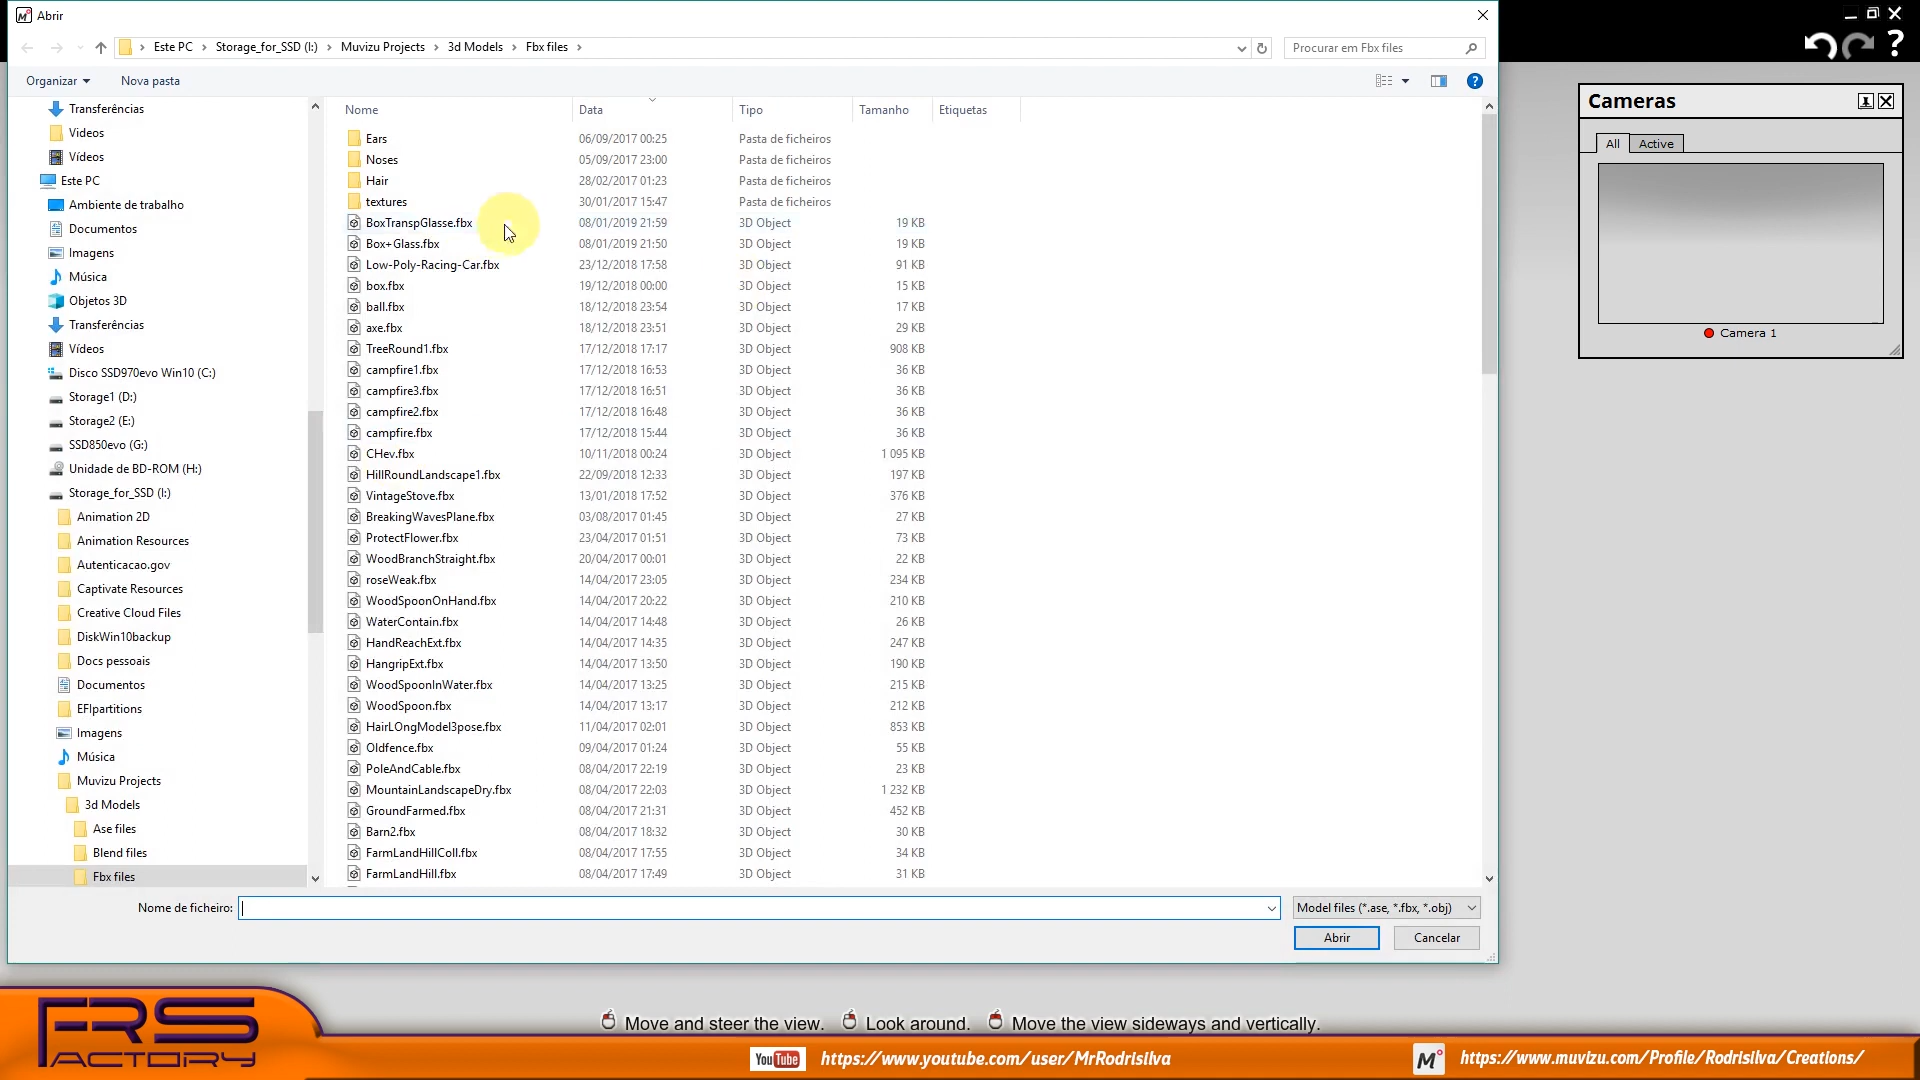 Abrir
Este PC > Storage_for_SSD (I:) > Muvizu Projects > 3d Models > Fbx files >
Procurar em Fbx files
Organizar
Nova pasta
Transferências
Videos
Vídeos
Este PC
Ambiente de trabalho
Documentos
Imagens
Música
Objetos 3D
Transferências
Vídeos
Disco SSD970evo Win10 (C:)
Storage1 (D:)
Storage2 (E:)
SSD850evo (G:)
Unidade de BD-ROM (H:)
Storage_for_SSD (I:)
Animation 2D
Animation Resources
Autenticacao.gov
Captivate Resources
Creative Cloud Files
DiskWin10backup
Docs pessoais
Documentos
EFIpartitions
Imagens
Música
Muvizu Projects
3d Models
Ase files
Blend files
Fbx files
Nome Data Tipo Tamanho Etiquetas
Ears 06/09/2017 00:25 Pasta de ficheiros
Noses 05/09/2017 23:00 Pasta de ficheiros
Hair 28/02/2017 01:23 Pasta de ficheiros
textures 30/01/2017 15:47 Pasta de ficheiros
BoxTranspGlasse.fbx 08/01/2019 21:59 3D Object 19 KB
Box+Glass.fbx 08/01/2019 21:50 3D Object 19 KB
Low-Poly-Racing-Car.fbx 23/12/2018 17:58 3D Object 91 KB
box.fbx 19/12/2018 00:00 3D Object 15 KB
ball.fbx 18/12/2018 23:54 3D Object 17 KB
axe.fbx 18/12/2018 23:51 3D Object 29 KB
TreeRound1.fbx 17/12/2018 17:17 3D Object 908 KB
campfire1.fbx 17/12/2018 16:53 3D Object 36 KB
campfire3.fbx 17/12/2018 16:51 3D Object 36 KB
campfire2.fbx 17/12/2018 16:48 3D Object 36 KB
campfire.fbx 17/12/2018 15:44 3D Object 36 KB
CHev.fbx 10/11/2018 00:24 3D Object 1 095 KB
HillRoundLandscape1.fbx 22/09/2018 12:33 3D Object 197 KB
VintageStove.fbx 13/01/2018 17:52 3D Object 376 KB
BreakingWavesPlane.fbx 03/08/2017 01:45 3D Object 27 KB
ProtectFlower.fbx 23/04/2017 01:51 3D Object 73 KB
WoodBranchStraight.fbx 20/04/2017 00:01 3D Object 22 KB
roseWeak.fbx 14/04/2017 23:05 3D Object 234 KB
WoodSpoonOnHand.fbx 14/04/2017 20:22 3D Object 210 KB
WaterContain.fbx 14/04/2017 14:48 3D Object 26 KB
HandReachExt.fbx 14/04/2017 14:35 3D Object 247 KB
HangripExt.fbx 14/04/2017 13:50 3D Object 190 KB
WoodSpoonInWater.fbx 14/04/2017 13:25 3D Object 215 KB
WoodSpoon.fbx 14/04/2017 13:17 3D Object 212 KB
HairLOngModel3pose.fbx 11/04/2017 02:01 3D Object 853 KB
Oldfence.fbx 09/04/2017 01:24 3D Object 55 KB
PoleAndCable.fbx 08/04/2017 22:19 3D Object 23 KB
MountainLandscapeDry.fbx 08/04/2017 22:03 3D Object 1 232 KB
GroundFarmed.fbx 08/04/2017 21:31 3D Object 452 KB
Barn2.fbx 08/04/2017 18:32 3D Object 30 KB
FarmLandHillColl.fbx 08/04/2017 17:55 3D Object 34 KB
FarmLandHill.fbx 08/04/2017 17:49 3D Object 31 KB
Nome de ficheiro:
Model files (*.ase, *.fbx, *.obj)
Abrir
Cancelar
Cameras
All Active
Camera 1
Move and steer the view. Look around. Move the view sideways and vertically.
FRS
FACTORY
YouTube https://www.youtube.com/user/MrRodrisilva
M https://www.muvizu.com/Profile/Rodrisilva/Creations/